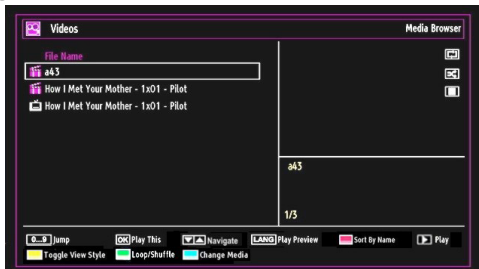 Videos Media Browser
File Name
a43
How I Met Your Mother - 1x01 - Pilot
How I Met Your Mother - 1x01 - Pilot
a43
1/3
0...9 Jump OK Play This Navigate LANG Play Preview Sort By Name Play
Toggle View Style Loop/Shuffle Change Media